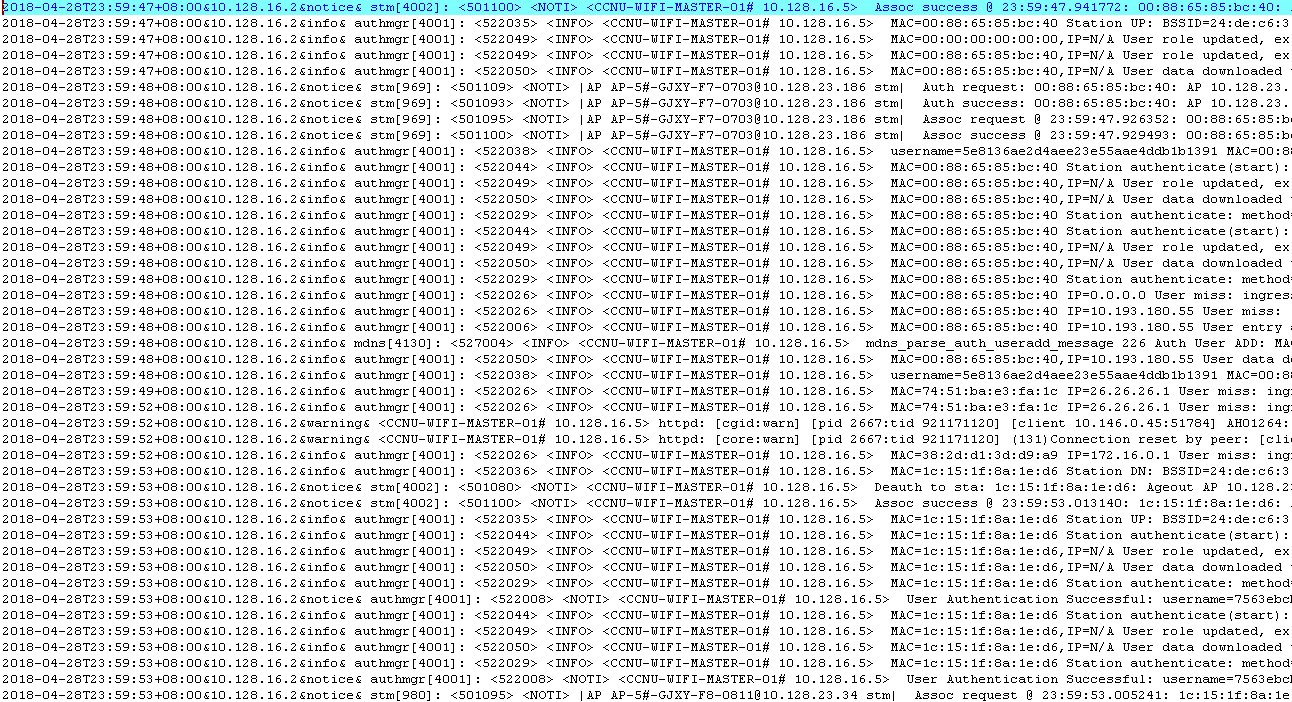 2018-04-28T23:59:47+08:00&10.128.16.2&notice& stm[4002]: <501100> <NOTI> <CCNU-WIFI-MASTER-01# 10.128.16.5>  Assoc success @ 23:59:47.941772: 00:88:65:85:bc:40:
2018-04-28T23:59:47+08:00&10.128.16.2&info& authmgr[4001]: <522035> <INFO> <CCNU-WIFI-MASTER-01# 10.128.16.5>  MAC=00:88:65:85:bc:40 Station UP: BSSID=24:de:c6:3
2018-04-28T23:59:47+08:00&10.128.16.2&info& authmgr[4001]: <522049> <INFO> <CCNU-WIFI-MASTER-01# 10.128.16.5>  MAC=00:00:00:00:00:00,IP=N/A User role updated, ex
2018-04-28T23:59:47+08:00&10.128.16.2&info& authmgr[4001]: <522049> <INFO> <CCNU-WIFI-MASTER-01# 10.128.16.5>  MAC=00:88:65:85:bc:40,IP=N/A User role updated, ex
2018-04-28T23:59:47+08:00&10.128.16.2&info& authmgr[4001]: <522050> <INFO> <CCNU-WIFI-MASTER-01# 10.128.16.5>  MAC=00:88:65:85:bc:40,IP=N/A User data downloaded
2018-04-28T23:59:48+08:00&10.128.16.2&notice& stm[969]: <501109> <NOTI> |AP AP-5#-GJXY-F7-0703@10.128.23.186 stm|  Auth request: 00:88:65:85:bc:40: AP 10.128.23.
2018-04-28T23:59:48+08:00&10.128.16.2&notice& stm[969]: <501093> <NOTI> |AP AP-5#-GJXY-F7-0703@10.128.23.186 stm|  Auth success: 00:88:65:85:bc:40: AP 10.128.23.
2018-04-28T23:59:48+08:00&10.128.16.2&notice& stm[969]: <501095> <NOTI> |AP AP-5#-GJXY-F7-0703@10.128.23.186 stm|  Assoc request @ 23:59:47.926352: 00:88:65:85:bc
2018-04-28T23:59:48+08:00&10.128.16.2&notice& stm[969]: <501100> <NOTI> |AP AP-5#-GJXY-F7-0703@10.128.23.186 stm|  Assoc success @ 23:59:47.929493: 00:88:65:85:bc
2018-04-28T23:59:48+08:00&10.128.16.2&info& authmgr[4001]: <522038> <INFO> <CCNU-WIFI-MASTER-01# 10.128.16.5>  username=5e8136ae2d4aee23e55aae4ddb1b1391 MAC=00:88
2018-04-28T23:59:48+08:00&10.128.16.2&info& authmgr[4001]: <522044> <INFO> <CCNU-WIFI-MASTER-01# 10.128.16.5>  MAC=00:88:65:85:bc:40 Station authenticate(start):
2018-04-28T23:59:48+08:00&10.128.16.2&info& authmgr[4001]: <522049> <INFO> <CCNU-WIFI-MASTER-01# 10.128.16.5>  MAC=00:88:65:85:bc:40,IP=N/A User role updated, ex
2018-04-28T23:59:48+08:00&10.128.16.2&info& authmgr[4001]: <522050> <INFO> <CCNU-WIFI-MASTER-01# 10.128.16.5>  MAC=00:88:65:85:bc:40,IP=N/A User data downloaded
2018-04-28T23:59:48+08:00&10.128.16.2&info& authmgr[4001]: <522029> <INFO> <CCNU-WIFI-MASTER-01# 10.128.16.5>  MAC=00:88:65:85:bc:40 Station authenticate: method=
2018-04-28T23:59:48+08:00&10.128.16.2&info& authmgr[4001]: <522044> <INFO> <CCNU-WIFI-MASTER-01# 10.128.16.5>  MAC=00:88:65:85:bc:40 Station authenticate(start):
2018-04-28T23:59:48+08:00&10.128.16.2&info& authmgr[4001]: <522049> <INFO> <CCNU-WIFI-MASTER-01# 10.128.16.5>  MAC=00:88:65:85:bc:40,IP=N/A User role updated, ex
2018-04-28T23:59:48+08:00&10.128.16.2&info& authmgr[4001]: <522050> <INFO> <CCNU-WIFI-MASTER-01# 10.128.16.5>  MAC=00:88:65:85:bc:40,IP=N/A User data downloaded
2018-04-28T23:59:48+08:00&10.128.16.2&info& authmgr[4001]: <522029> <INFO> <CCNU-WIFI-MASTER-01# 10.128.16.5>  MAC=00:88:65:85:bc:40 Station authenticate: method=
2018-04-28T23:59:48+08:00&10.128.16.2&info& authmgr[4001]: <522026> <INFO> <CCNU-WIFI-MASTER-01# 10.128.16.5>  MAC=00:88:65:85:bc:40 IP=0.0.0.0 User miss: ingress
2018-04-28T23:59:48+08:00&10.128.16.2&info& authmgr[4001]: <522026> <INFO> <CCNU-WIFI-MASTER-01# 10.128.16.5>  MAC=00:88:65:85:bc:40 IP=10.193.180.55 User miss:
2018-04-28T23:59:48+08:00&10.128.16.2&info& authmgr[4001]: <522006> <INFO> <CCNU-WIFI-MASTER-01# 10.128.16.5>  MAC=00:88:65:85:bc:40 IP=10.193.180.55 User entry
2018-04-28T23:59:48+08:00&10.128.16.2&info& mdns[4130]: <527004> <INFO> <CCNU-WIFI-MASTER-01# 10.128.16.5>  mdns_parse_auth_useradd_message 226 Auth User ADD: MA
2018-04-28T23:59:48+08:00&10.128.16.2&info& authmgr[4001]: <522050> <INFO> <CCNU-WIFI-MASTER-01# 10.128.16.5>  MAC=00:88:65:85:bc:40,IP=10.193.180.55 User data do
2018-04-28T23:59:48+08:00&10.128.16.2&info& authmgr[4001]: <522038> <INFO> <CCNU-WIFI-MASTER-01# 10.128.16.5>  username=5e8136ae2d4aee23e55aae4ddb1b1391 MAC=00:88
2018-04-28T23:59:49+08:00&10.128.16.2&info& authmgr[4001]: <522026> <INFO> <CCNU-WIFI-MASTER-01# 10.128.16.5>  MAC=74:51:ba:e3:fa:1c IP=26.26.26.1 User miss: ing
2018-04-28T23:59:52+08:00&10.128.16.2&info& authmgr[4001]: <522026> <INFO> <CCNU-WIFI-MASTER-01# 10.128.16.5>  MAC=74:51:ba:e3:fa:1c IP=26.26.26.1 User miss: ing
2018-04-28T23:59:52+08:00&10.128.16.2&warning& <CCNU-WIFI-MASTER-01# 10.128.16.5> httpd: [cgid:warn] [pid 2667:tid 921171120] [client 10.146.0.45:51784] AH01264:
2018-04-28T23:59:52+08:00&10.128.16.2&warning& <CCNU-WIFI-MASTER-01# 10.128.16.5> httpd: [core:warn] [pid 2667:tid 921171120] (131)Connection reset by peer: [cli
2018-04-28T23:59:52+08:00&10.128.16.2&info& authmgr[4001]: <522026> <INFO> <CCNU-WIFI-MASTER-01# 10.128.16.5>  MAC=38:2d:d1:3d:d9:a9 IP=172.16.0.1 User miss: ing
2018-04-28T23:59:53+08:00&10.128.16.2&info& authmgr[4001]: <522036> <INFO> <CCNU-WIFI-MASTER-01# 10.128.16.5>  MAC=1c:15:1f:8a:1e:d6 Station DN: BSSID=24:de:c6:3
2018-04-28T23:59:53+08:00&10.128.16.2&notice& stm[4002]: <501080> <NOTI> <CCNU-WIFI-MASTER-01# 10.128.16.5>  Deauth to sta: 1c:15:1f:8a:1e:d6: Ageout AP 10.128.2
2018-04-28T23:59:53+08:00&10.128.16.2&notice& stm[4002]: <501100> <NOTI> <CCNU-WIFI-MASTER-01# 10.128.16.5>  Assoc success @ 23:59:53.013140: 1c:15:1f:8a:1e:d6:
2018-04-28T23:59:53+08:00&10.128.16.2&info& authmgr[4001]: <522035> <INFO> <CCNU-WIFI-MASTER-01# 10.128.16.5>  MAC=1c:15:1f:8a:1e:d6 Station UP: BSSID=24:de:c6:3
2018-04-28T23:59:53+08:00&10.128.16.2&info& authmgr[4001]: <522044> <INFO> <CCNU-WIFI-MASTER-01# 10.128.16.5>  MAC=1c:15:1f:8a:1e:d6 Station authenticate(start):
2018-04-28T23:59:53+08:00&10.128.16.2&info& authmgr[4001]: <522049> <INFO> <CCNU-WIFI-MASTER-01# 10.128.16.5>  MAC=1c:15:1f:8a:1e:d6,IP=N/A User role updated, ex
2018-04-28T23:59:53+08:00&10.128.16.2&info& authmgr[4001]: <522050> <INFO> <CCNU-WIFI-MASTER-01# 10.128.16.5>  MAC=1c:15:1f:8a:1e:d6,IP=N/A User data downloaded
2018-04-28T23:59:53+08:00&10.128.16.2&info& authmgr[4001]: <522029> <INFO> <CCNU-WIFI-MASTER-01# 10.128.16.5>  MAC=1c:15:1f:8a:1e:d6 Station authenticate: method=
2018-04-28T23:59:53+08:00&10.128.16.2&notice& authmgr[4001]: <522008> <NOTI> <CCNU-WIFI-MASTER-01# 10.128.16.5>  User Authentication Successful: username=7563ebc
2018-04-28T23:59:53+08:00&10.128.16.2&info& authmgr[4001]: <522044> <INFO> <CCNU-WIFI-MASTER-01# 10.128.16.5>  MAC=1c:15:1f:8a:1e:d6 Station authenticate(start):
2018-04-28T23:59:53+08:00&10.128.16.2&info& authmgr[4001]: <522049> <INFO> <CCNU-WIFI-MASTER-01# 10.128.16.5>  MAC=1c:15:1f:8a:1e:d6,IP=N/A User role updated, ex
2018-04-28T23:59:53+08:00&10.128.16.2&info& authmgr[4001]: <522050> <INFO> <CCNU-WIFI-MASTER-01# 10.128.16.5>  MAC=1c:15:1f:8a:1e:d6,IP=N/A User data downloaded
2018-04-28T23:59:53+08:00&10.128.16.2&info& authmgr[4001]: <522029> <INFO> <CCNU-WIFI-MASTER-01# 10.128.16.5>  MAC=1c:15:1f:8a:1e:d6 Station authenticate: method=
2018-04-28T23:59:53+08:00&10.128.16.2&notice& authmgr[4001]: <522008> <NOTI> <CCNU-WIFI-MASTER-01# 10.128.16.5>  User Authentication Successful: username=7563ebc
2018-04-28T23:59:53+08:00&10.128.16.2&notice& stm[980]: <501095> <NOTI> |AP AP-5#-GJXY-F8-0811@10.128.23.34 stm|  Assoc request @ 23:59:53.005241: 1c:15:1f:8a:1e